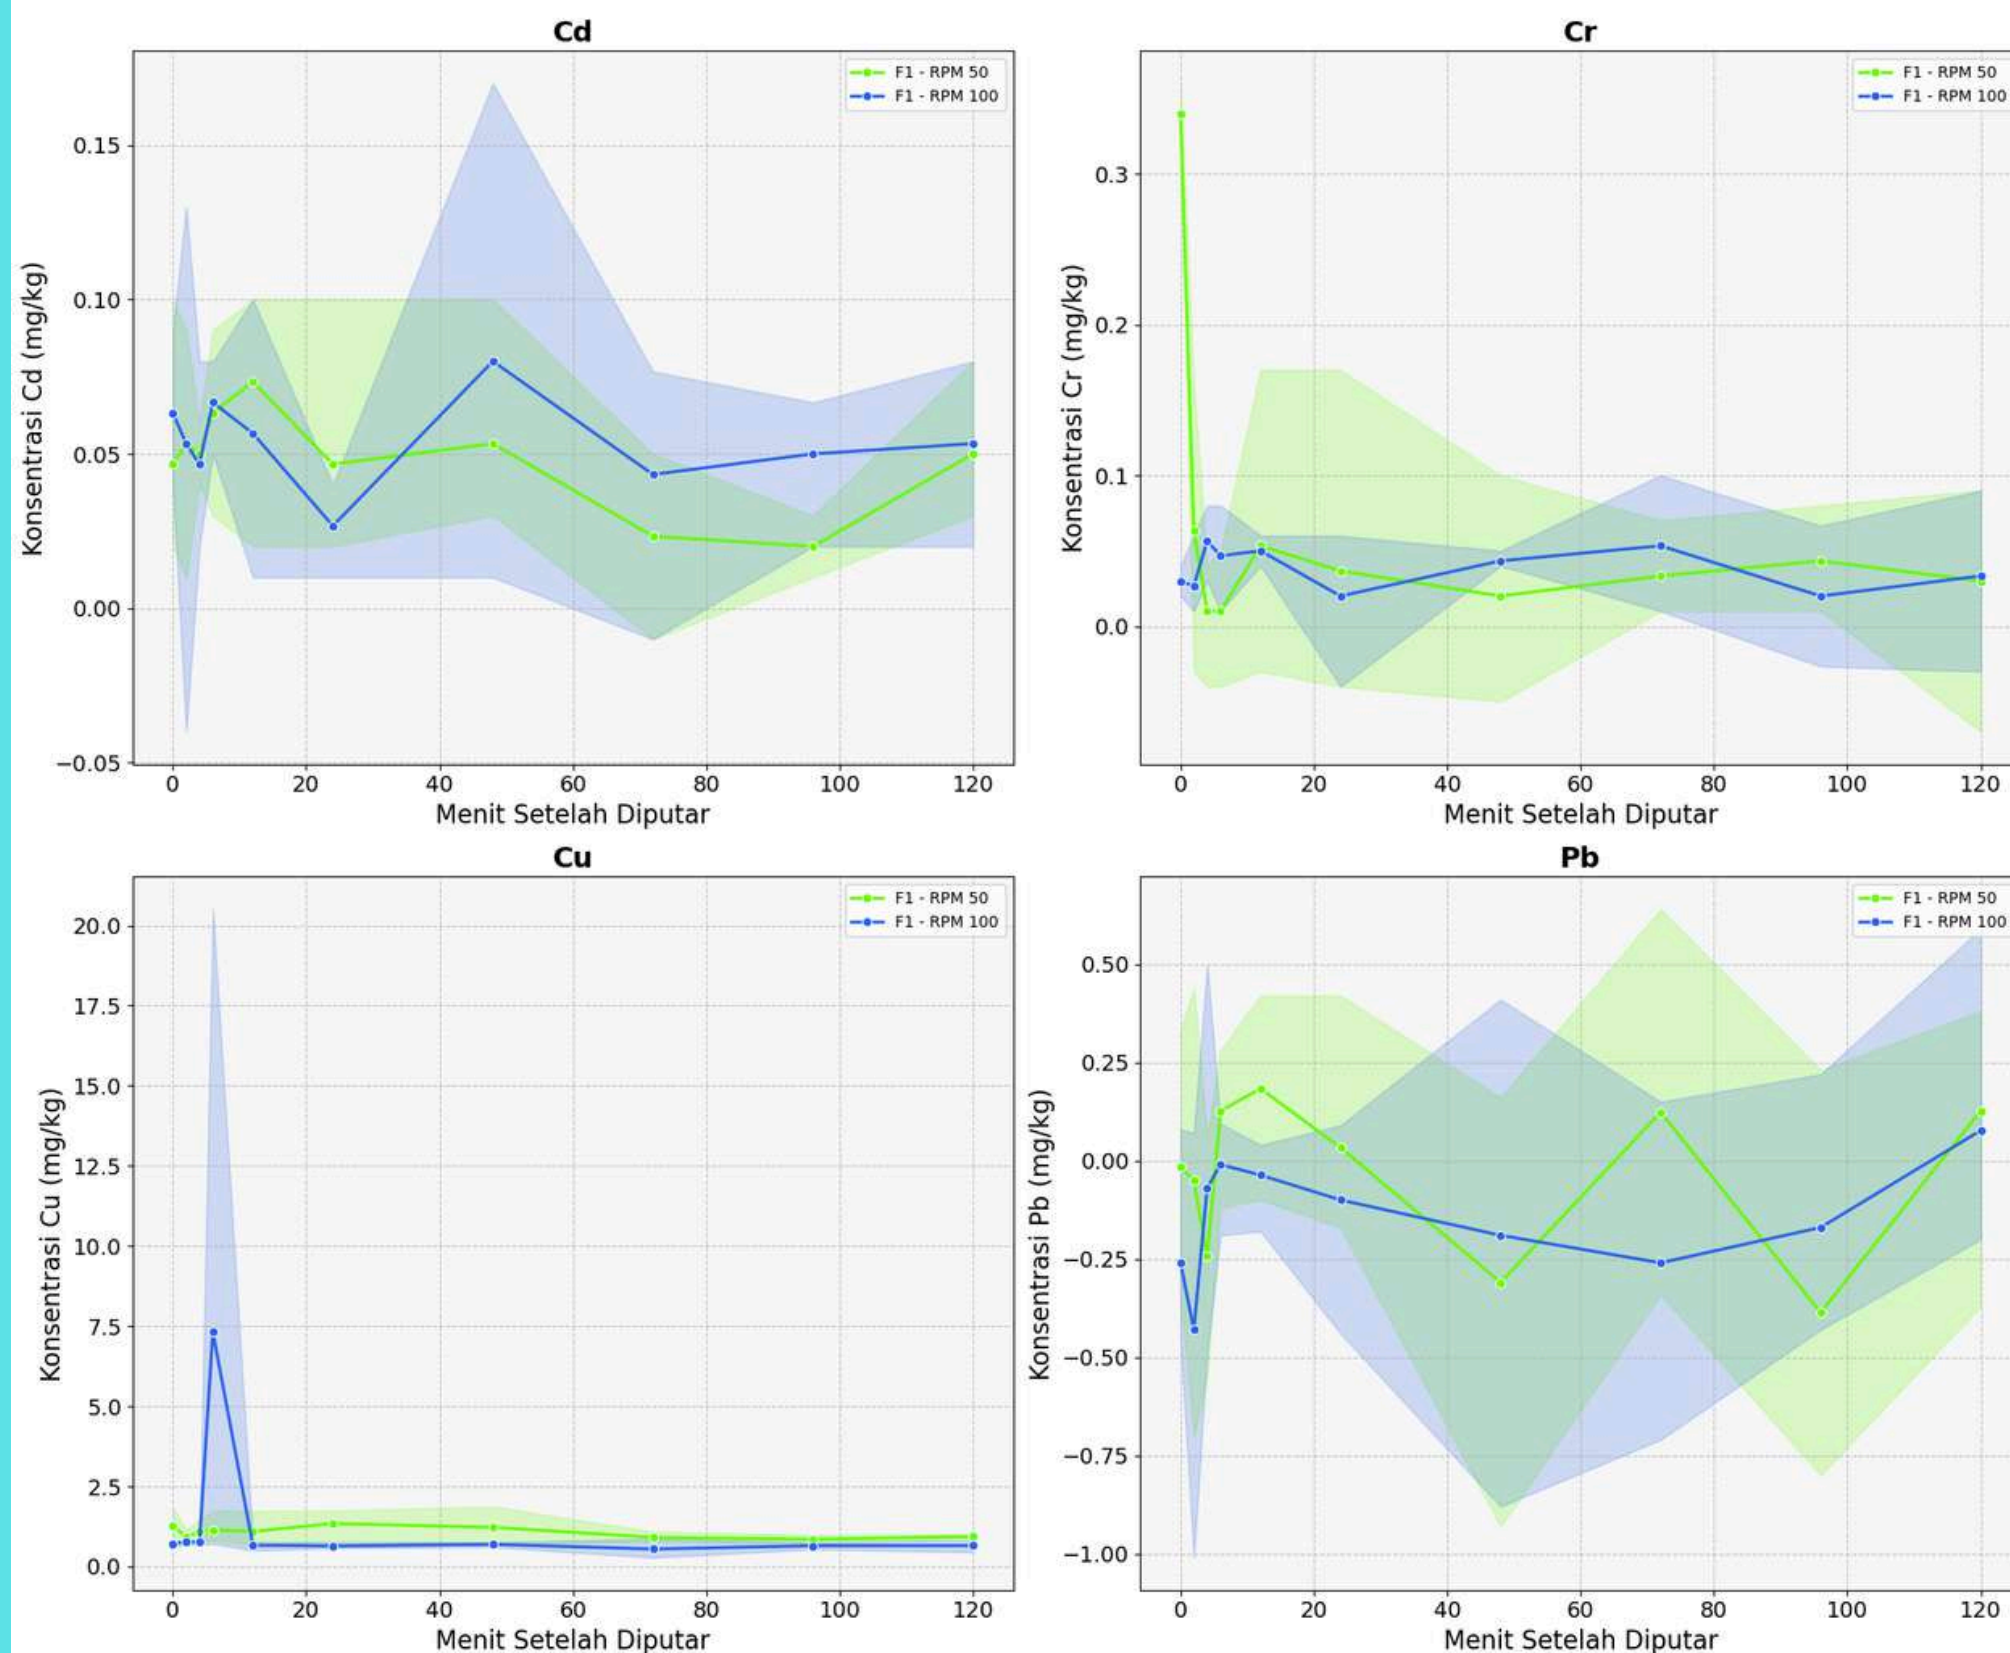 Cd
F1 - RPM 50
F1 - RPM 100
Konsentrasi Cd (mg/kg)
0.15
0.10
0.05
0.00
−0.05
0 20 40 60 80 100 120
Menit Setelah Diputar
Cr
F1 - RPM 50
F1 - RPM 100
Konsentrasi Cr (mg/kg)
0.3
0.2
0.1
0.0
0 20 40 60 80 100 120
Menit Setelah Diputar
Cu
F1 - RPM 50
F1 - RPM 100
Konsentrasi Cu (mg/kg)
20.0
17.5
15.0
12.5
10.0
7.5
5.0
2.5
0.0
0 20 40 60 80 100 120
Menit Setelah Diputar
Pb
F1 - RPM 50
F1 - RPM 100
Konsentrasi Pb (mg/kg)
0.50
0.25
0.00
−0.25
−0.50
−0.75
−1.00
0 20 40 60 80 100 120
Menit Setelah Diputar